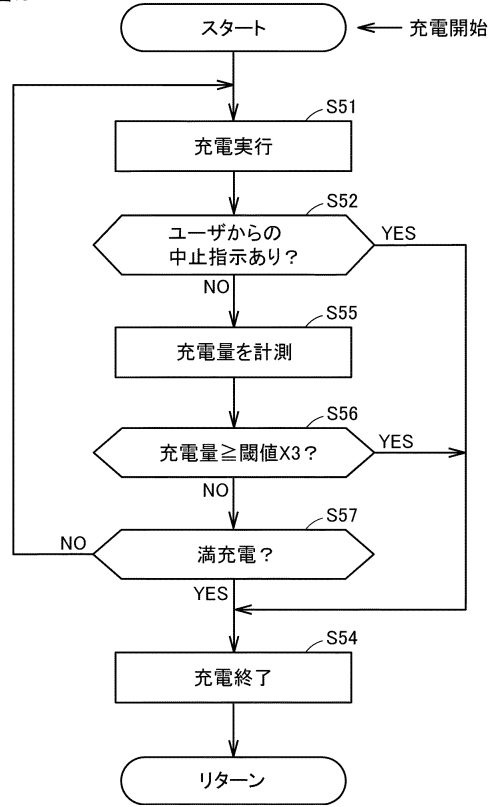 スタート
充電開始
S51
充電実行
S52
ユーザからの
中止指示あり？
YES
NO
S55
充電量を計測
S56
充電量≧閾値X3？
YES
NO
S57
満充電？
NO
YES
S54
充電終了
リターン